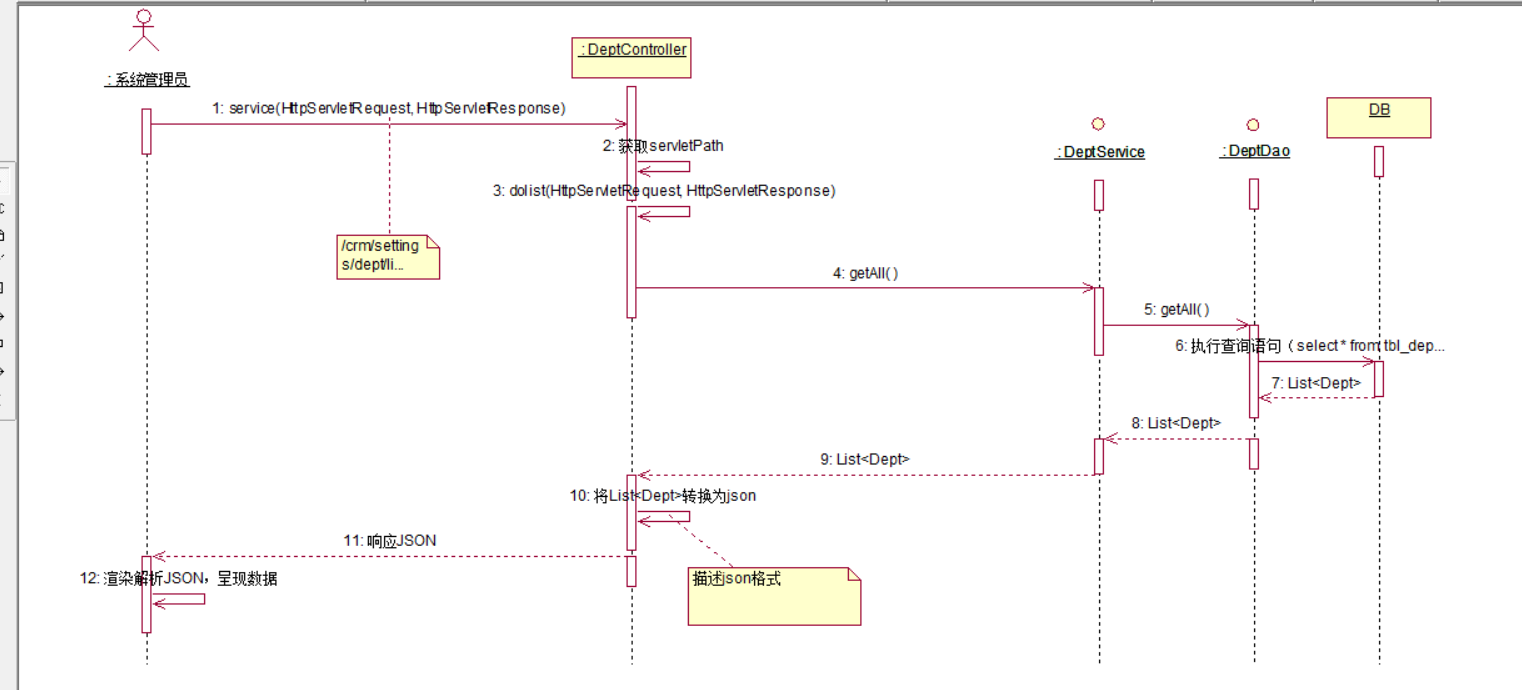 : DeptController
: 系统管理员
1: service(HttpServletRequest, HttpServletResponse)
DB
2: 获取servletPath
: DeptService
: DeptDao
3: dolist(HttpServletRequest, HttpServletResponse)
/crm/setting
s/dept/li...
4: getAll( )
5: getAll( )
6: 执行查询语句（select * from tbl_dep...
7: List<Dept>
8: List<Dept>
9: List<Dept>
10: 将List<Dept>转换为json
11: 响应JSON
12: 渲染解析JSON，呈现数据
描述json格式